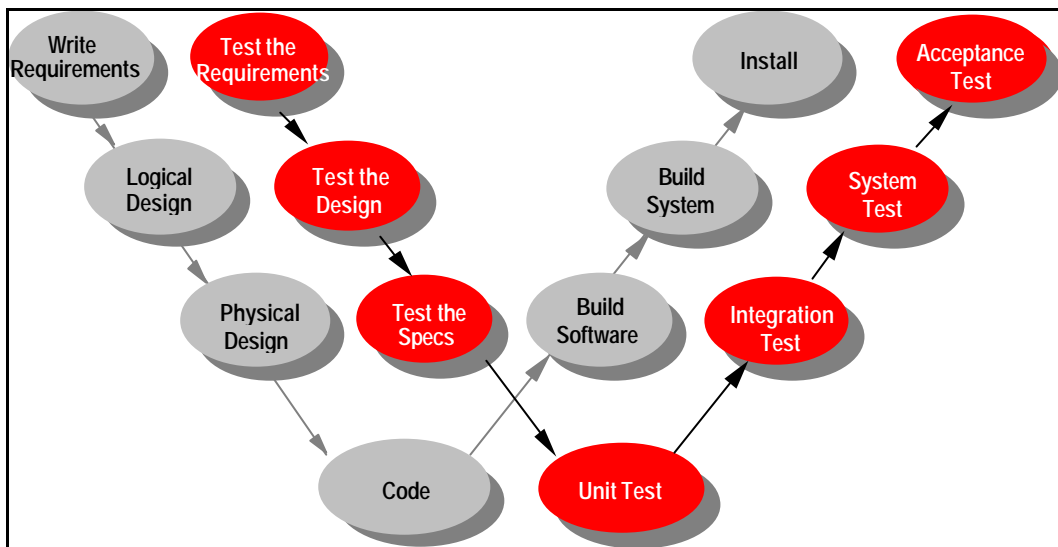 Write
Requirements
Test the
Requirements
Install
Acceptance
Test
Logical
Design
Test the
Design
Build
System
System
Test
Physical
Design
Test the
Specs
Build
Software
Integration
Test
Code
Unit Test